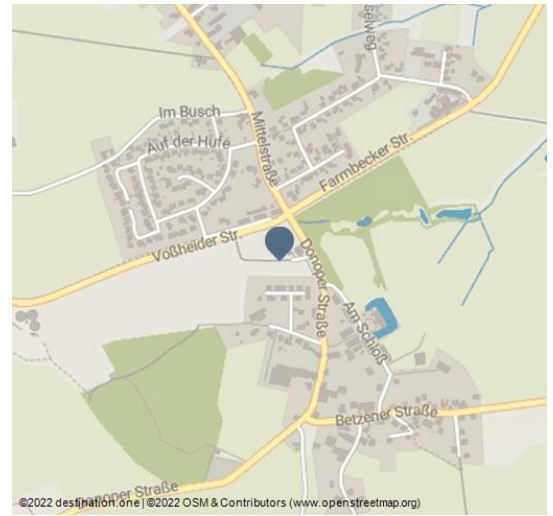 selweg
Im Busch
Auf der Hufe
Mittelstraße
Farmbecker Str.
Voßheider Str.
Donoper Straße
Am Schloß
Betzener Straße
Donoper Straße
©2022 destination.one | ©2022 OSM & Contributors (www.openstreetmap.org)